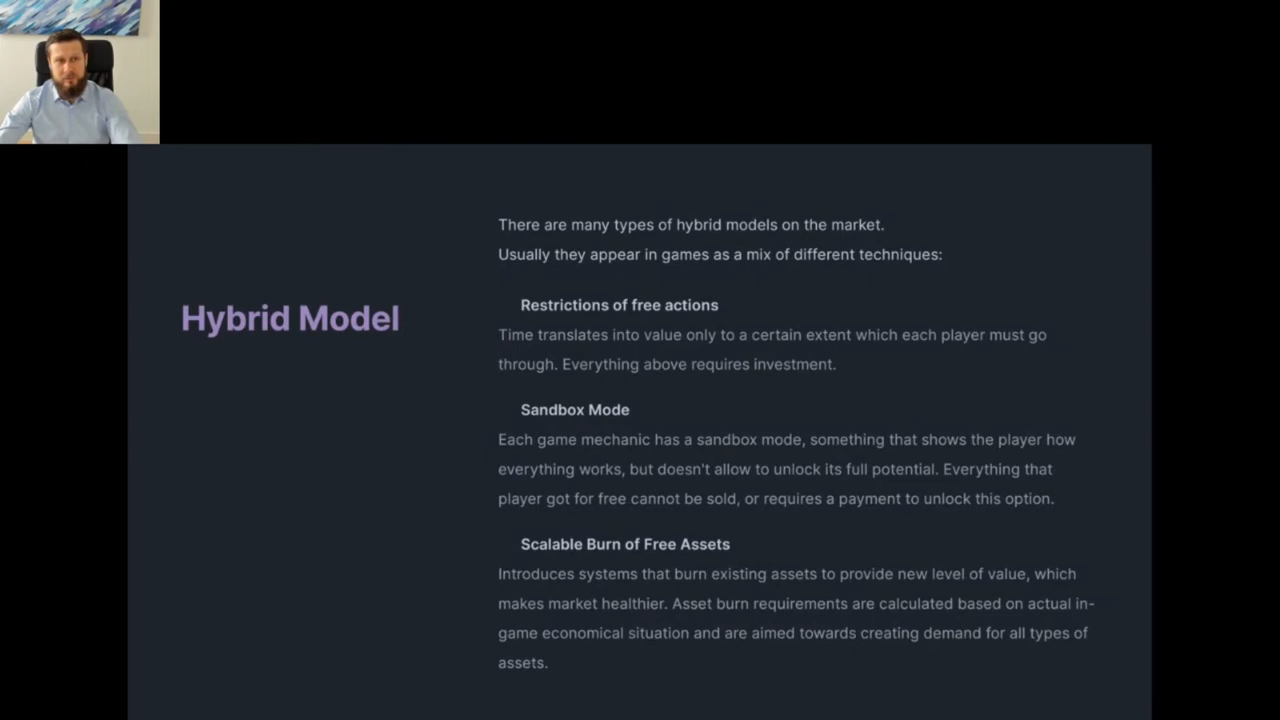 Hybrid Model
There are many types of hybrid models on the market.
Usually they appear in games as a mix of different techniques:
Restrictions of free actions
Time translates into value only to a certain extent which each player must go
through. Everything above requires investment.
Sandbox Mode
Each game mechanic has a sandbox mode, something that shows the player how
everything works, but doesn't allow to unlock its full potential. Everything that
player got for free cannot be sold, or requires a payment to unlock this option.
Scalable Burn of Free Assets
Introduces systems that burn existing assets to provide new level of value, which
makes market healthier. Asset burn requirements are calculated based on actual in-
game economical situation and are aimed towards creating demand for all types of
assets.